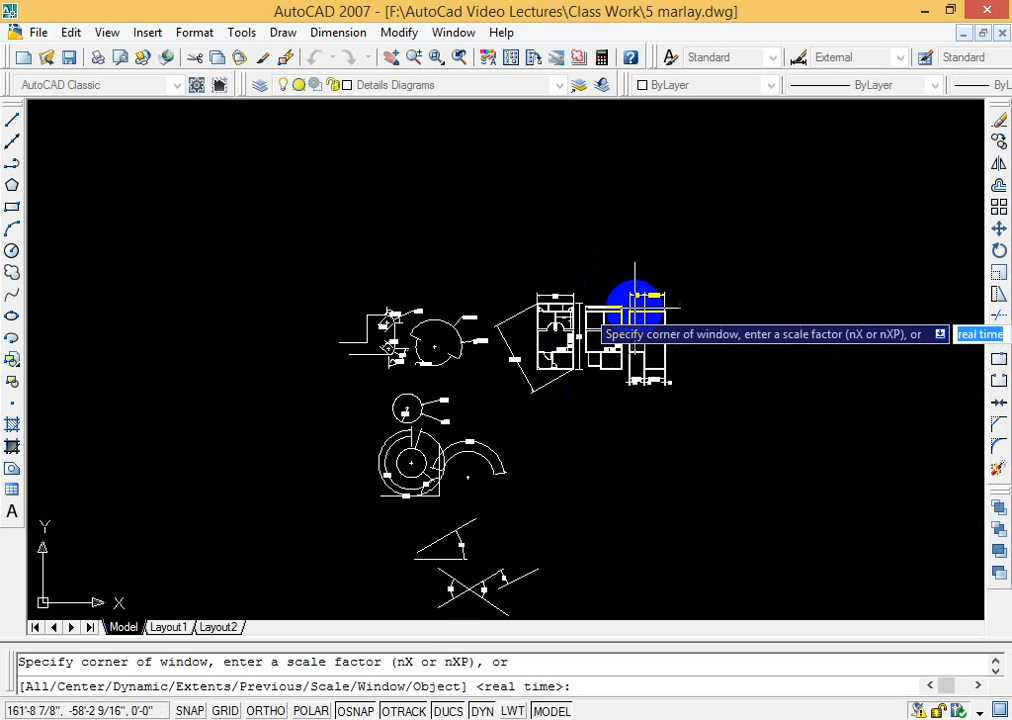 AutoCAD 2007 - [F:\AutoCad Video Lectures\Class Work\5 marlay.dwg]
File Edit View Insert Format Tools Draw Dimension Modify Window Help
Standard External Standard
AutoCAD Classic Details Diagrams ByLayer ByLayer ByL
Specify corner of window, enter a scale factor (nX or nXP), or real time
Y
X
A
Model Layout1 Layout2
Specify corner of window, enter a scale factor (nX or nXP), or
[All/Center/Dynamic/Extents/Previous/Scale/Window/Object] <real time>:
161'-8 7/8", -58'-2 9/16", 0'-0" SNAP GRID ORTHO POLAR OSNAP OTRACK DUCS DYN LWT MODEL